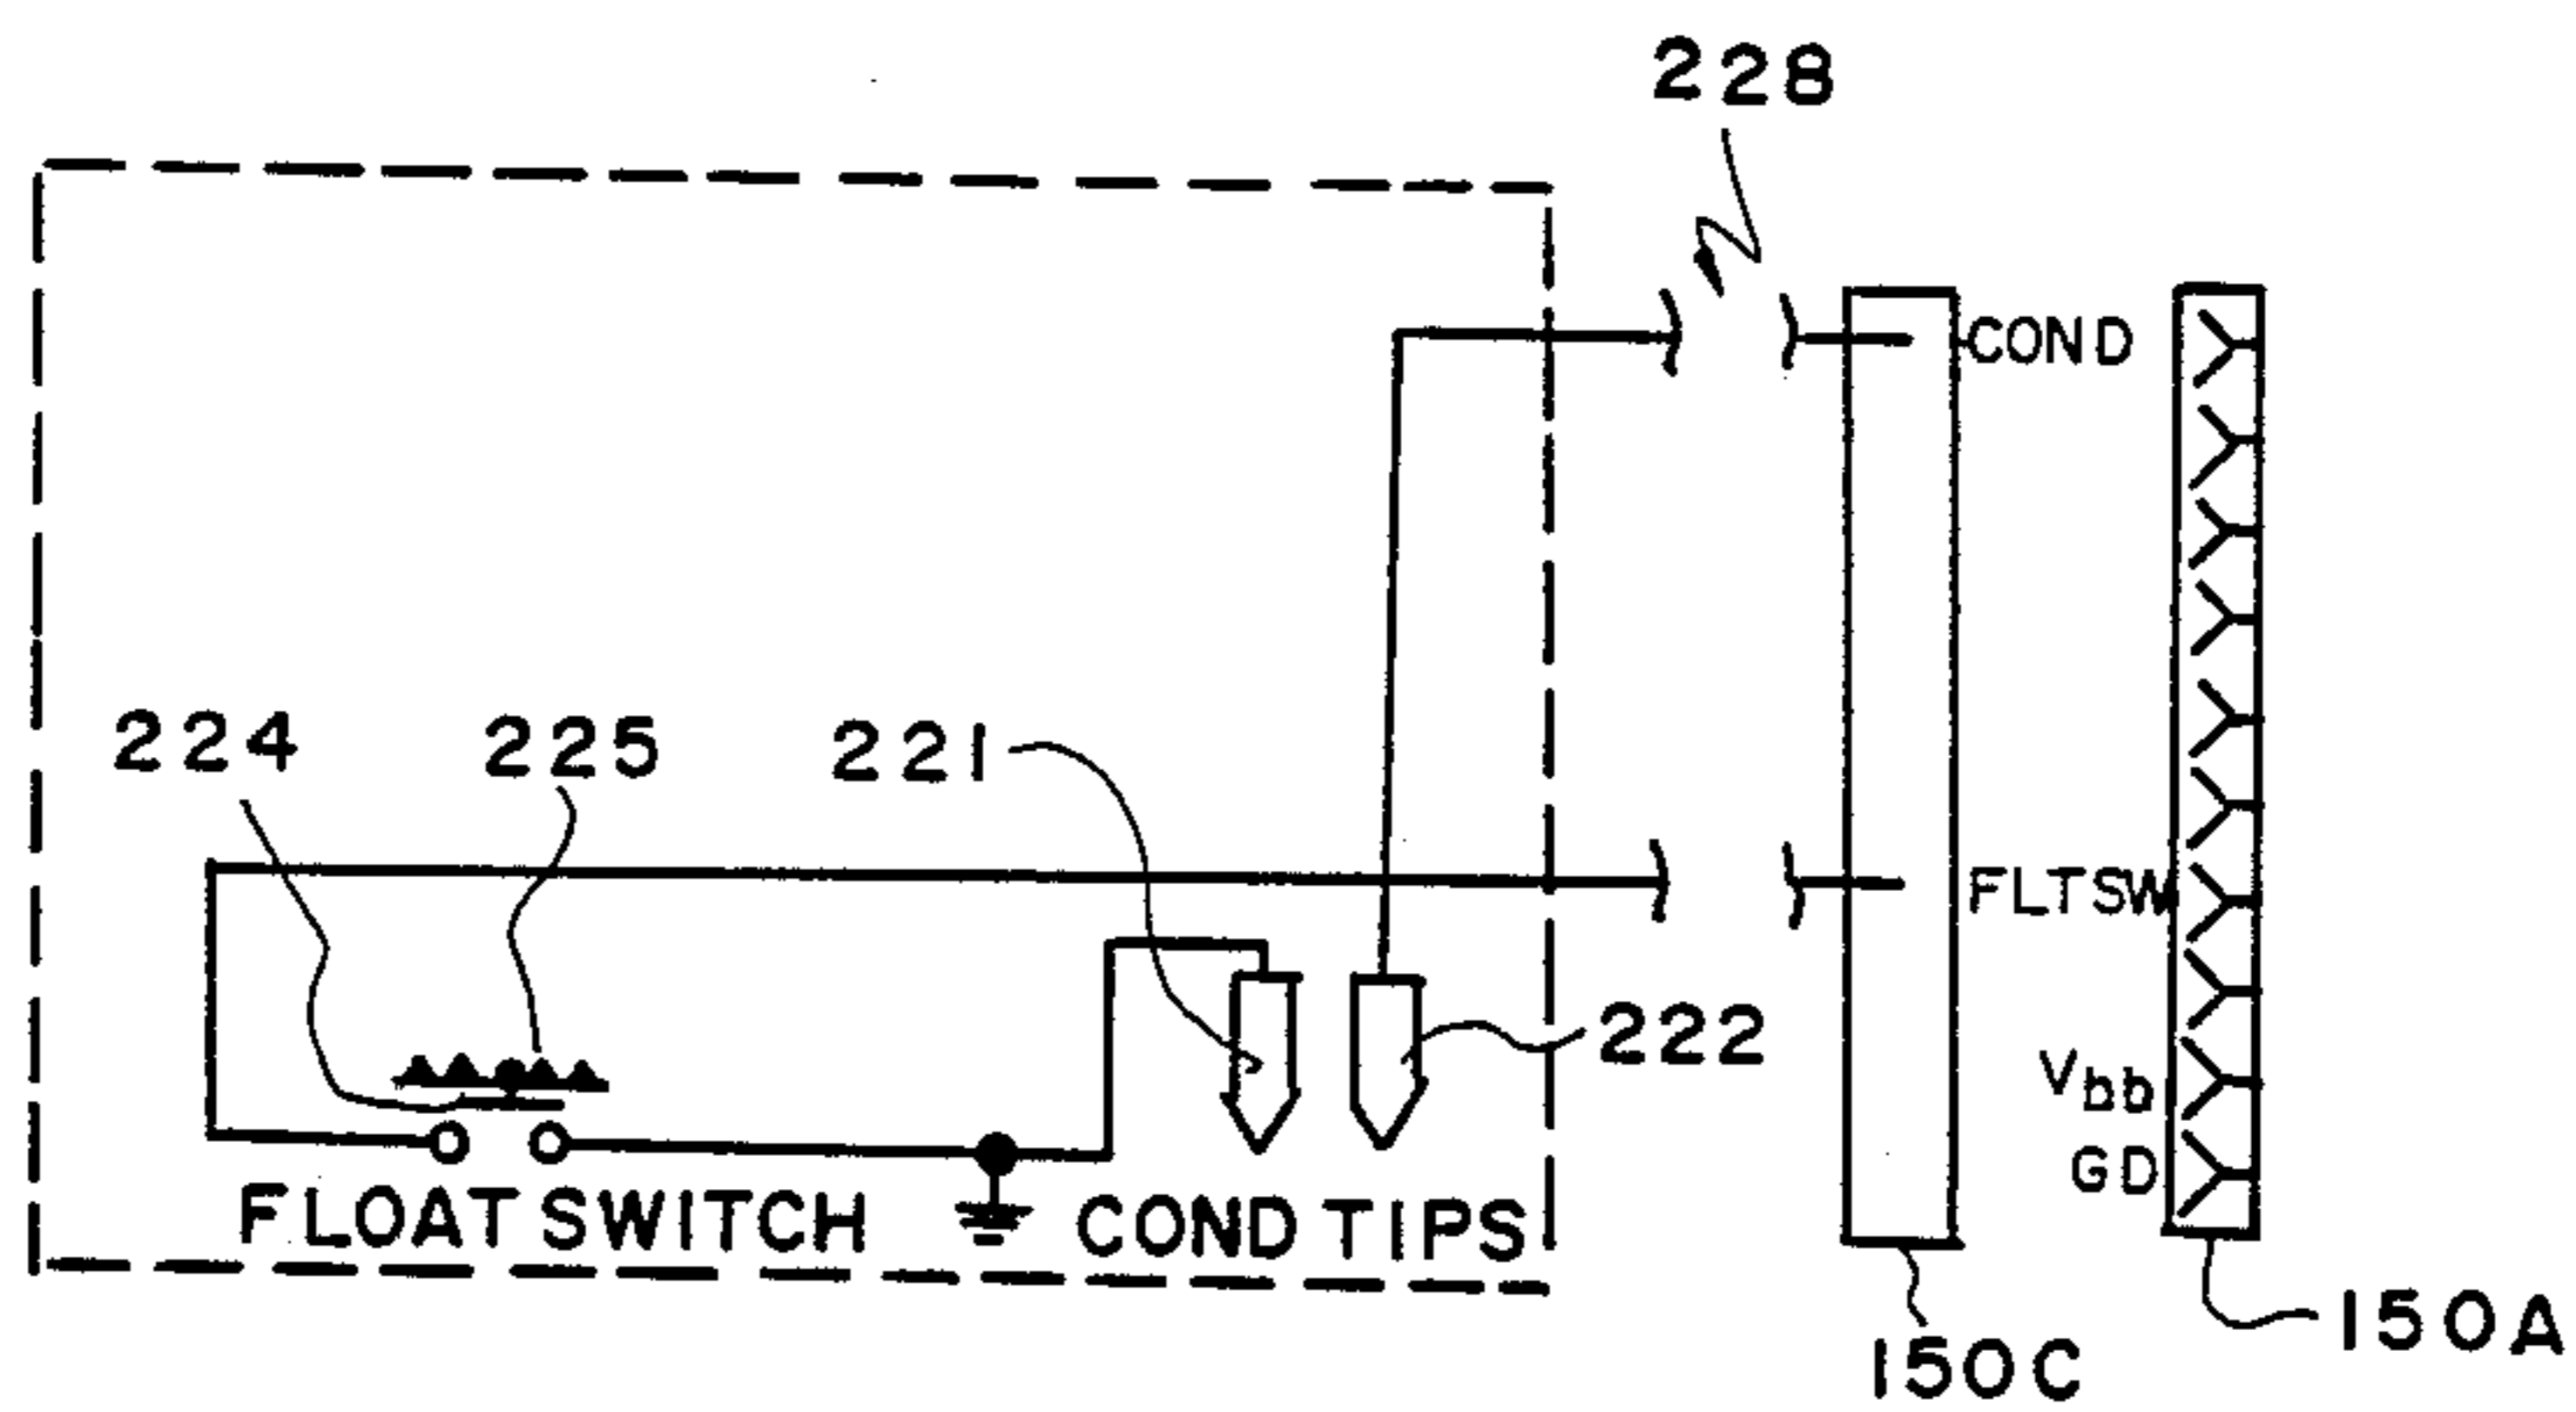 228
COND
224
225
221
FLTSW
222
Vbb
GD
FLOAT SWITCH
COND TIPS
150A
150C